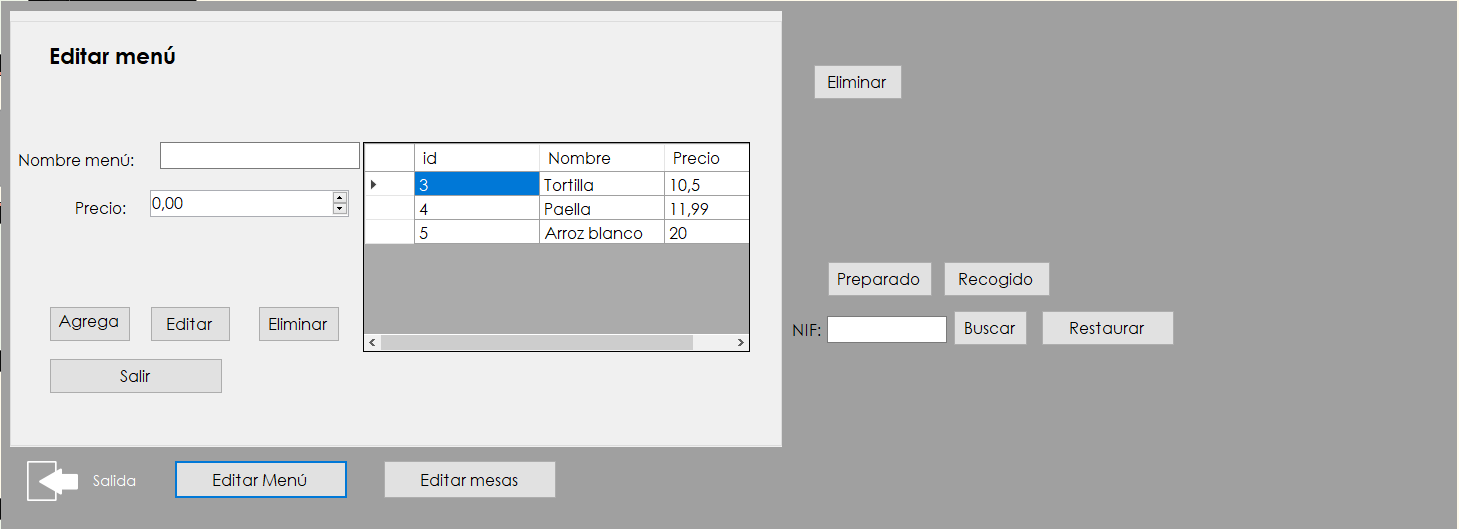 Editar menú
Eliminar
Nombre menú:
Precio: 0,00
id Nombre Precio
3 Tortilla 10,5
4 Paella 11,99
5 Arroz blanco 20
Agrega Editar Eliminar
Salir
Preparado Recogido
NIF: Buscar Restaurar
Salida Editar Menú Editar mesas